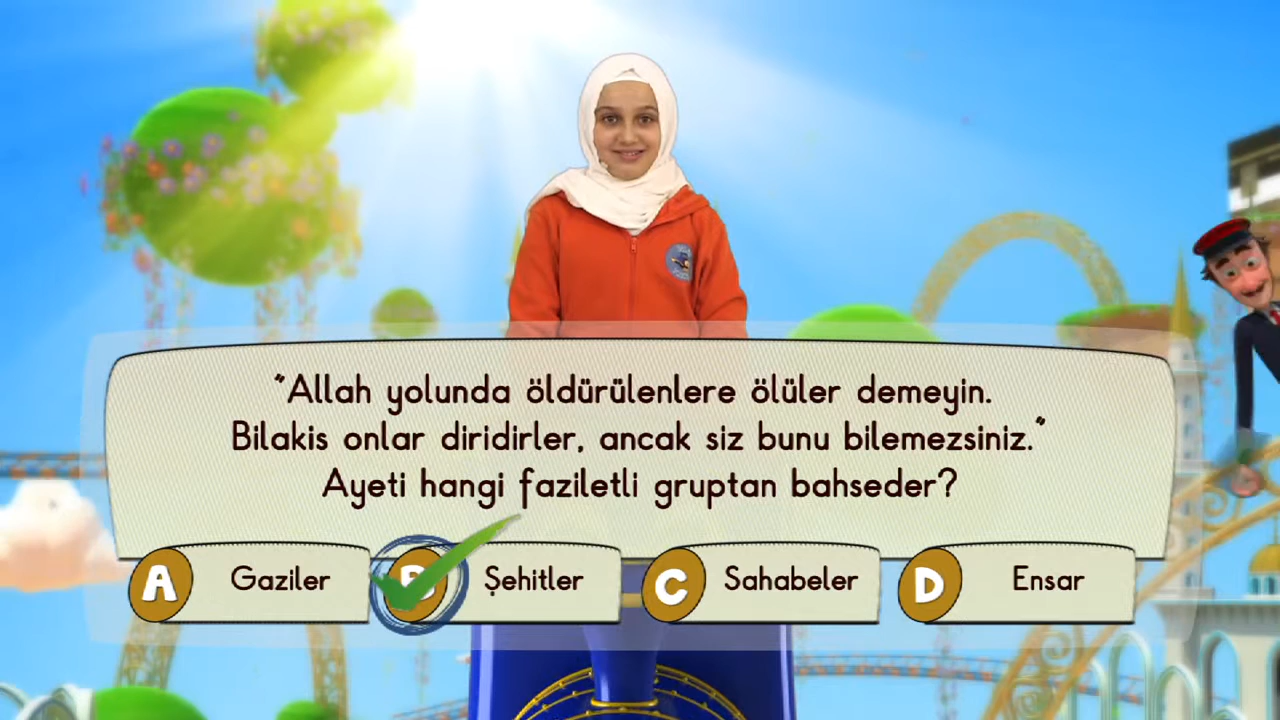 "Allah yolunda öldürülenlere ölüler demeyin.
Bilakis onlar diridirler, ancak siz bunu bilemezsiniz."
Ayeti hangi faziletli gruptan bahseder?
A Gaziler
B Şehitler
C Sahabeler
D Ensar